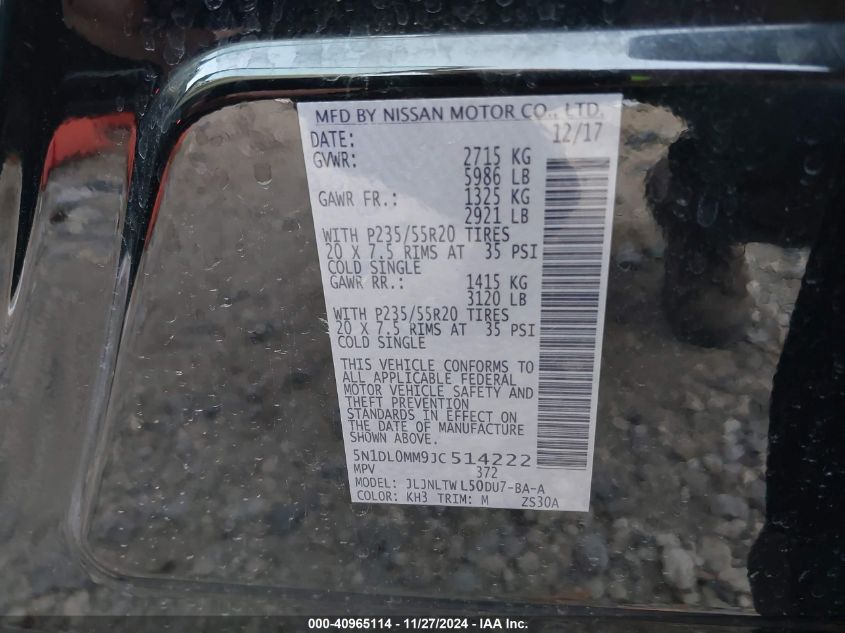 MFD BY NISSAN MOTOR CO., LTD.
DATE: 12/17
GVWR: 2715 KG
5986 LB
GAWR FR.: 1325 KG
2921 LB
WITH P235/55R20 TIRES
20 X 7.5 RIMS AT 35 PSI
COLD SINGLE
GAWR RR.: 1415 KG
3120 LB
WITH P235/55R20 TIRES
20 X 7.5 RIMS AT 35 PSI
COLD SINGLE
THIS VEHICLE CONFORMS TO
ALL APPLICABLE FEDERAL
MOTOR VEHICLE SAFETY AND
THEFT PREVENTION
STANDARDS IN EFFECT ON
THE DATE OF MANUFACTURE
SHOWN ABOVE.
5N1DL0MM9JC514222
MPV 372
MODEL: JLJNLTW L50DU7-BA-A
COLOR: KH3 TRIM: M ZS30A
000-40965114 - 11/27/2024 - IAA Inc.